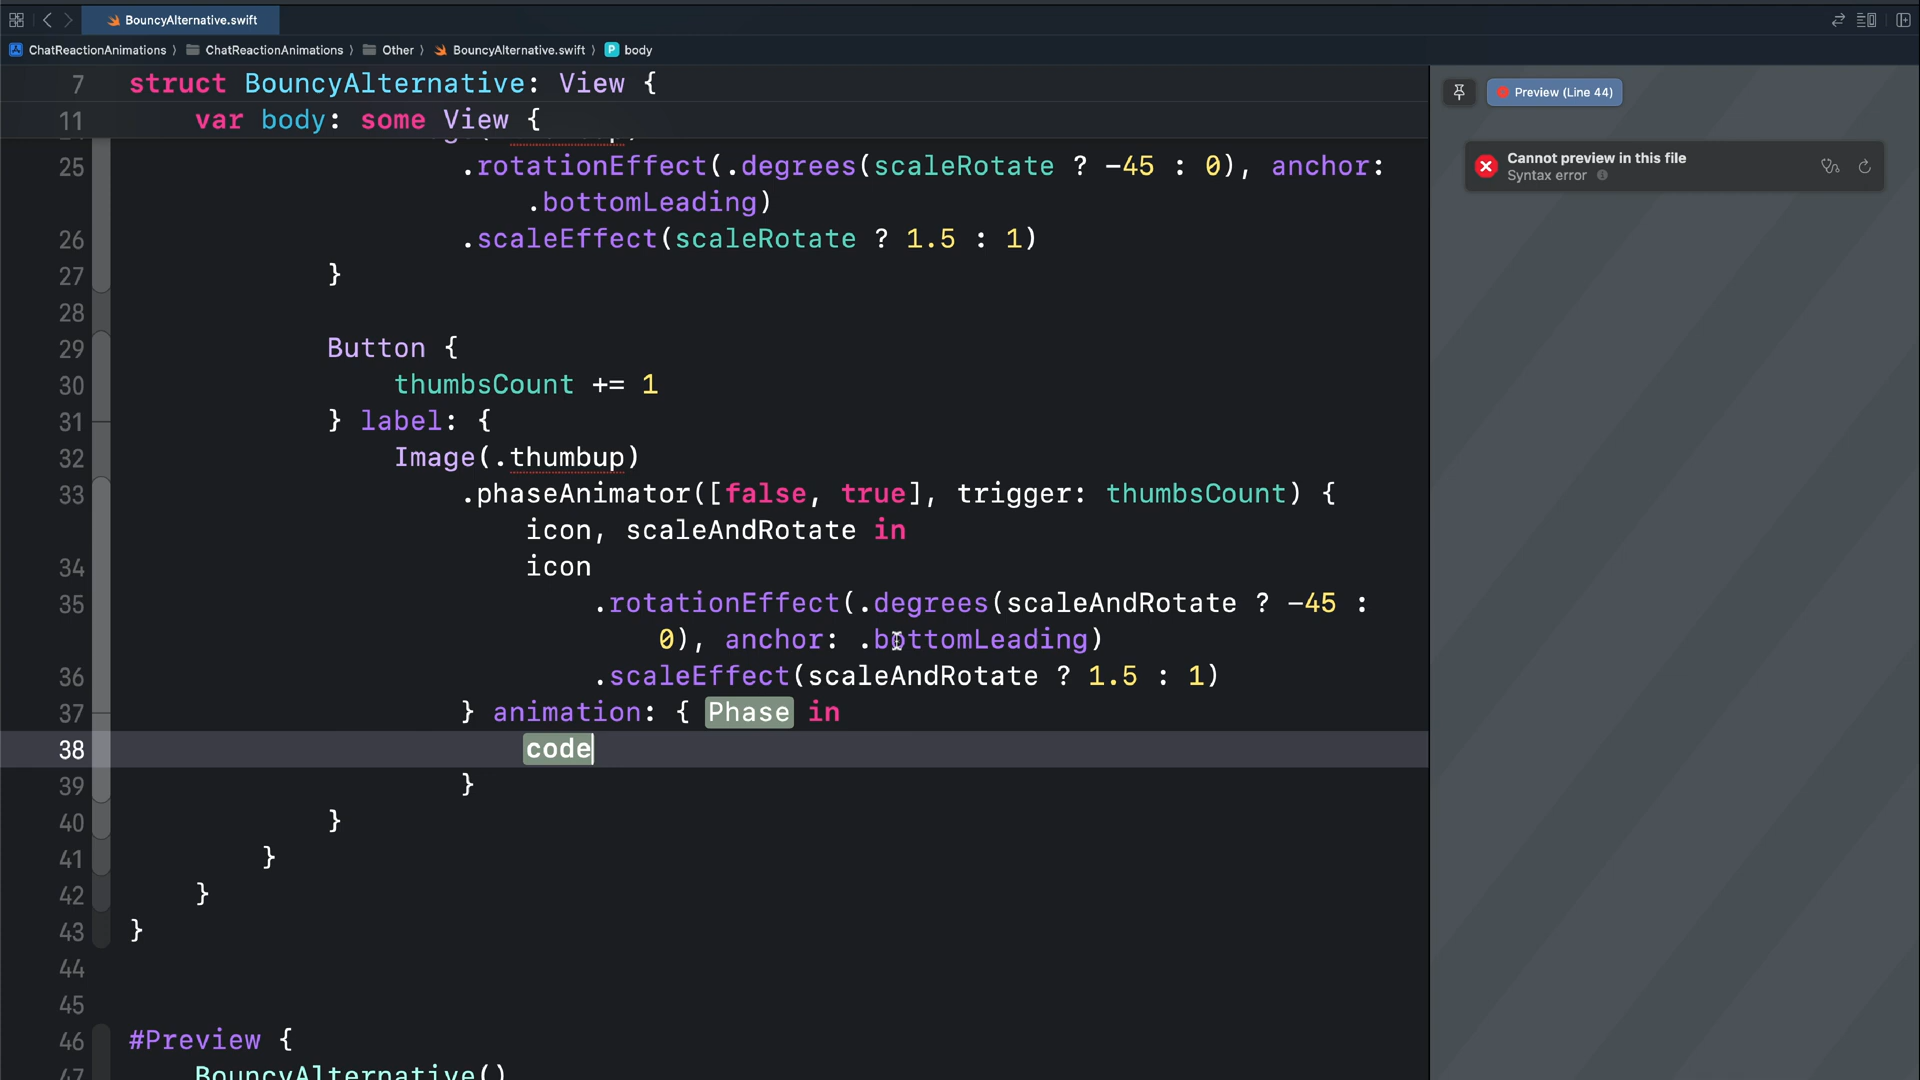 BouncyAlternative.swift
ChatReactionAnimations 〉 ChatReactionAnimations 〉 Other 〉 BouncyAlternative.swift 〉 P body
7 struct BouncyAlternative: View {
11 var body: some View {
25 .rotationEffect(.degrees(scaleRotate ? -45 : 0), anchor:
.bottomLeading)
26 .scaleEffect(scaleRotate ? 1.5 : 1)
27 }
28
29 Button {
30 thumbsCount += 1
31 } label: {
32 Image(.thumbup)
33 .phaseAnimator([false, true], trigger: thumbsCount) {
icon, scaleAndRotate in
34 icon
35 .rotationEffect(.degrees(scaleAndRotate ? -45 :
0), anchor: .bottomLeading)
36 .scaleEffect(scaleAndRotate ? 1.5 : 1)
37 } animation: { Phase in
38 code
39 }
40 }
41 }
42 }
43 }
44
45
46 #Preview {
47 BouncyAlternative()
Preview (Line 44)
Cannot preview in this file
Syntax error